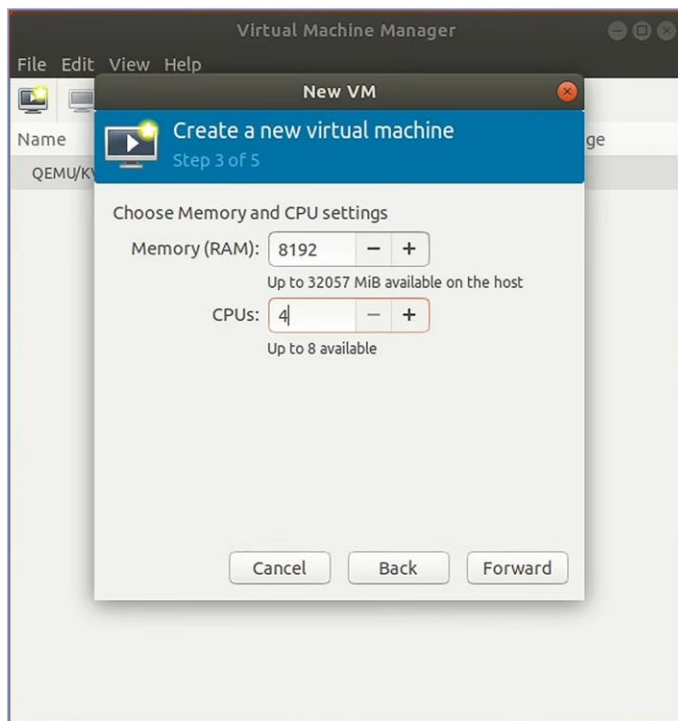 Virtual Machine Manager
File Edit View Help
New VM
Create a new virtual machine
Step 3 of 5
Name
QEMU/K
ge
Choose Memory and CPU settings
Memory (RAM): 8192 − +
Up to 32057 MiB available on the host
CPUs: 4 − +
Up to 8 available
Cancel Back Forward